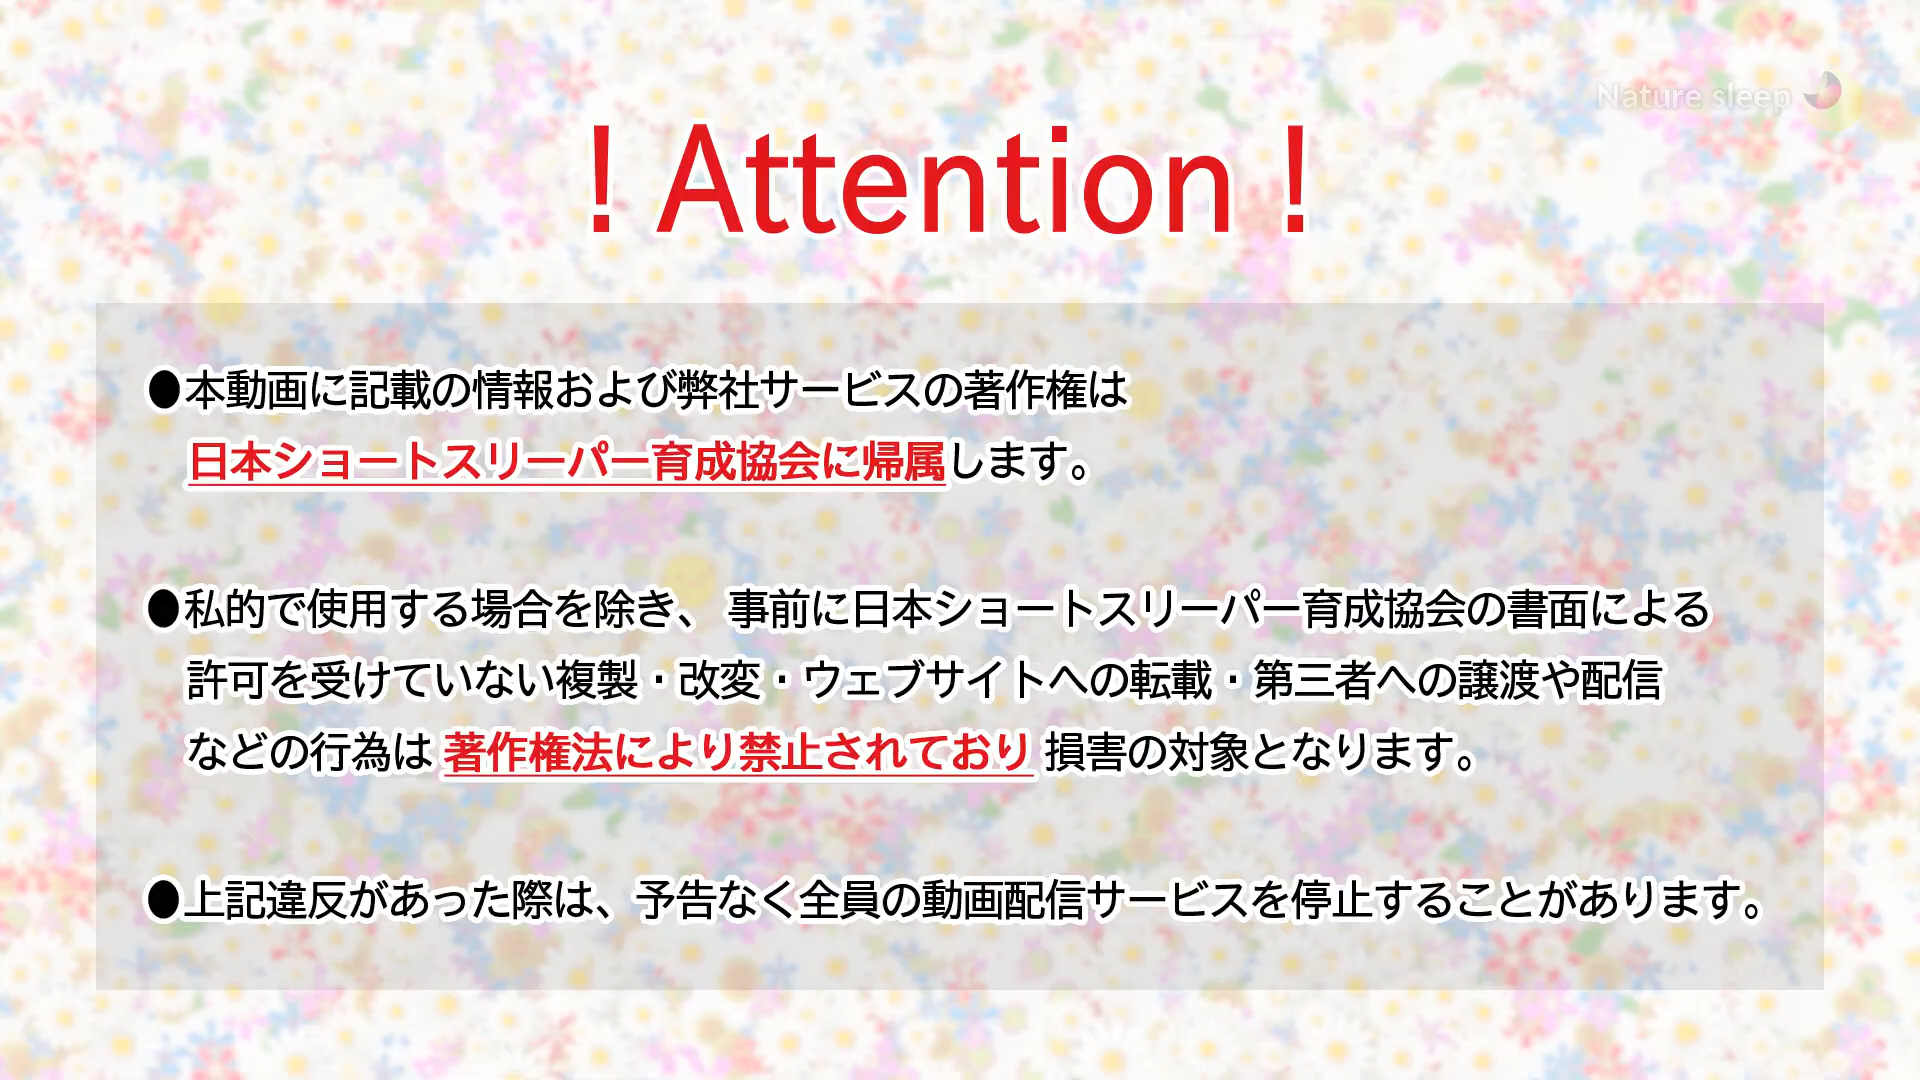 Nature sleep
! Attention !
●本動画に記載の情報および弊社サービスの著作権は
日本ショートスリーパー育成協会に帰属します。
●私的で使用する場合を除き、 事前に日本ショートスリーパー育成協会の書面による
許可を受けていない複製・改変・ウェブサイトへの転載・第三者への譲渡や配信
などの行為は 著作権法により禁止されており 損害の対象となります。
●上記違反があった際は、予告なく全員の動画配信サービスを停止することがあります。